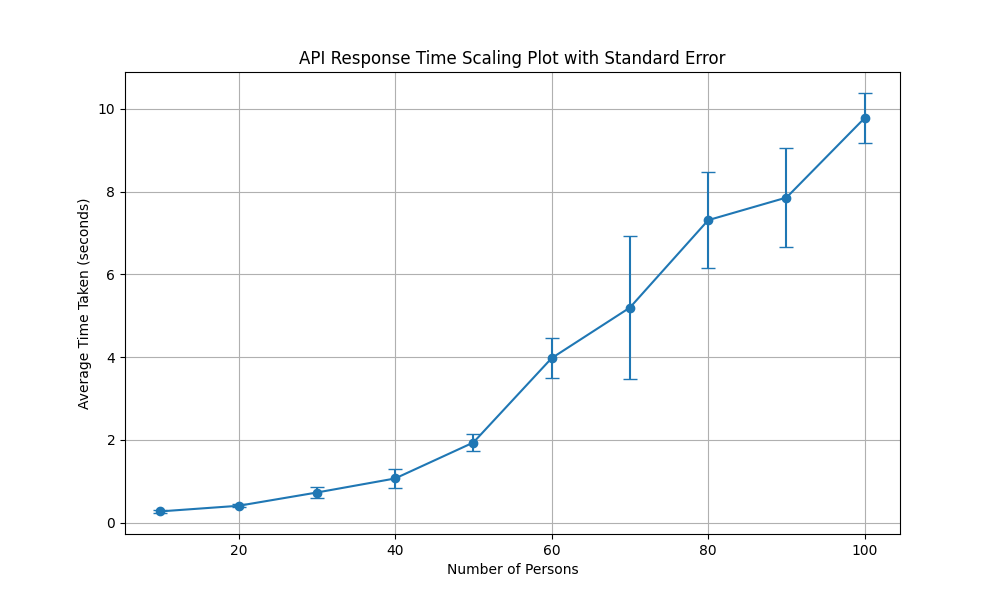 API Response Time Scaling Plot with Standard Error
10
8
6
4
2
0
Average Time Taken (seconds)
20 40 60 80 100
Number of Persons